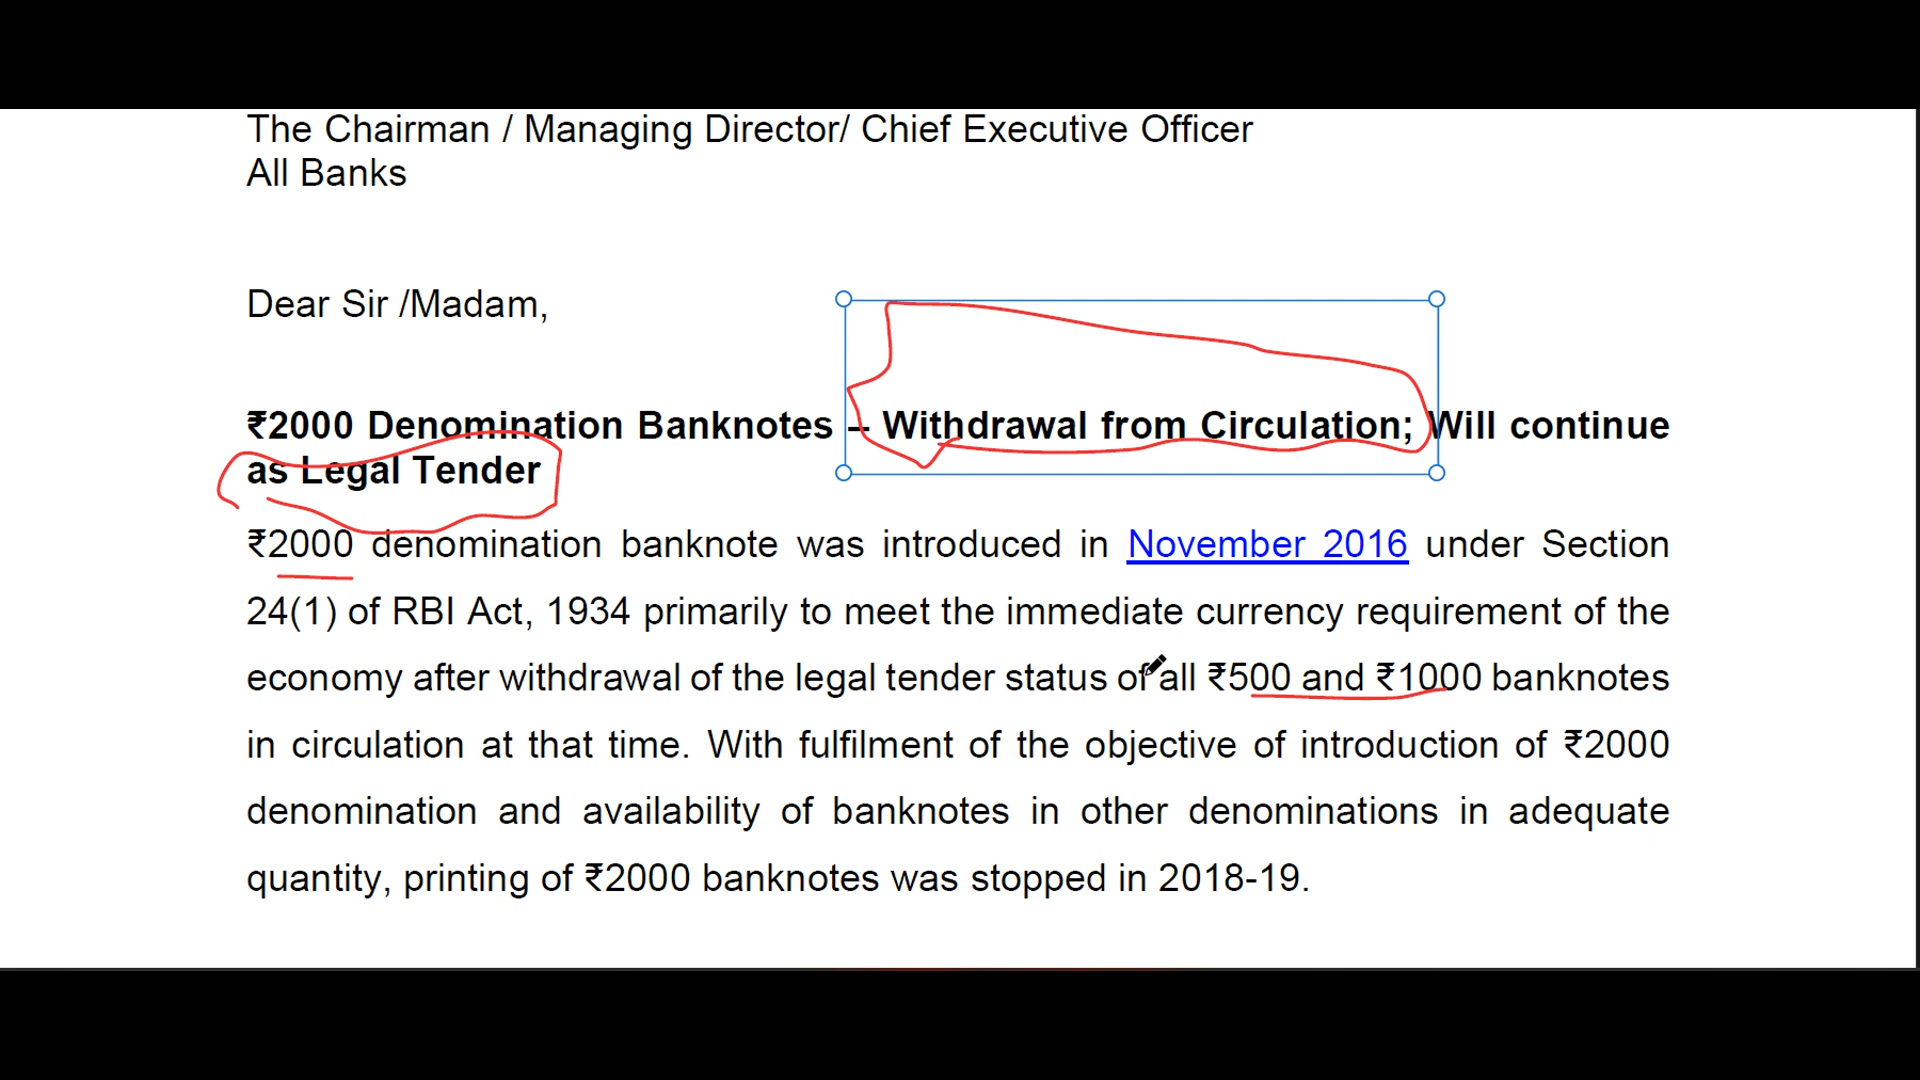 The Chairman / Managing Director/ Chief Executive Officer
All Banks
Dear Sir /Madam,
₹2000 Denomination Banknotes – Withdrawal from Circulation; Will continue
as Legal Tender
₹2000 denomination banknote was introduced in November 2016 under Section
24(1) of RBI Act, 1934 primarily to meet the immediate currency requirement of the
economy after withdrawal of the legal tender status of all ₹500 and ₹1000 banknotes
in circulation at that time. With fulfilment of the objective of introduction of ₹2000
denomination and availability of banknotes in other denominations in adequate
quantity, printing of ₹2000 banknotes was stopped in 2018-19.